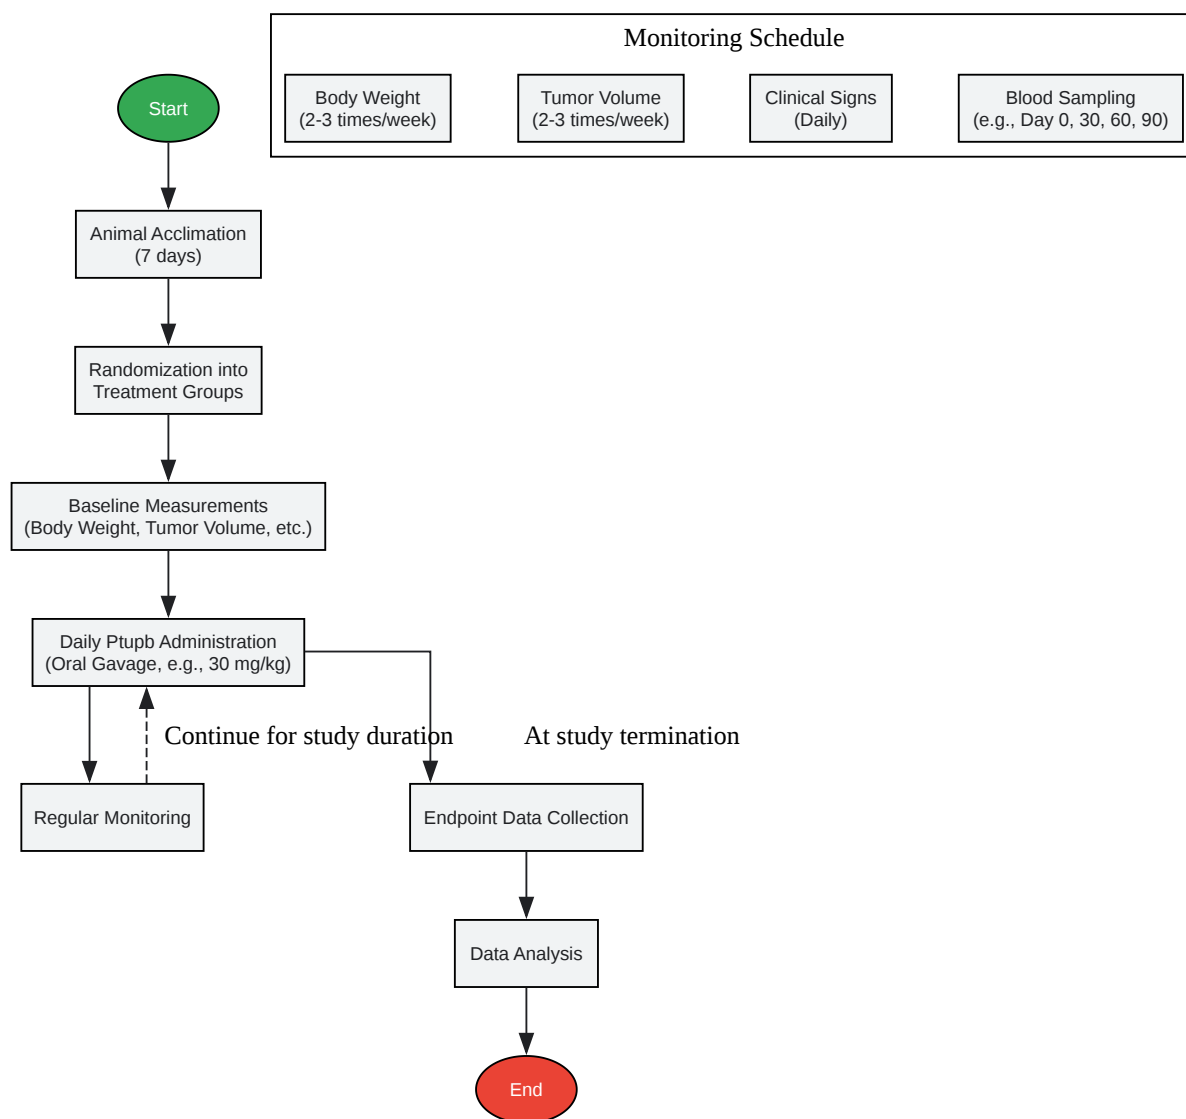 Monitoring Schedule
Body Weight
(2-3 times/week)
Tumor Volume
(2-3 times/week)
Clinical Signs
(Daily)
Blood Sampling
(e.g., Day 0, 30, 60, 90)
Start
Animal Acclimation
(7 days)
Randomization into
Treatment Groups
Baseline Measurements
(Body Weight, Tumor Volume, etc.)
Daily Ptupb Administration
(Oral Gavage, e.g., 30 mg/kg)
Continue for study duration
At study termination
Regular Monitoring
Endpoint Data Collection
Data Analysis
End